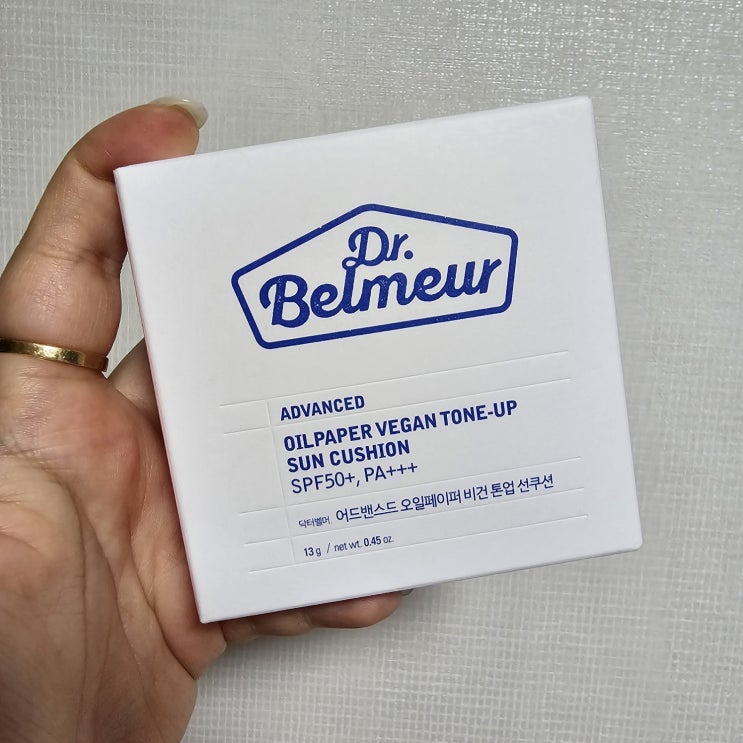 Dr.
Belmeur
ADVANCED
OILPAPER VEGAN TONE-UP
SUN CUSHION
SPF50+, PA+++
닥터벨머 어드밴스드 오일페이퍼 비건 톤업 선쿠션
13 g / net wt. 0.45 oz.